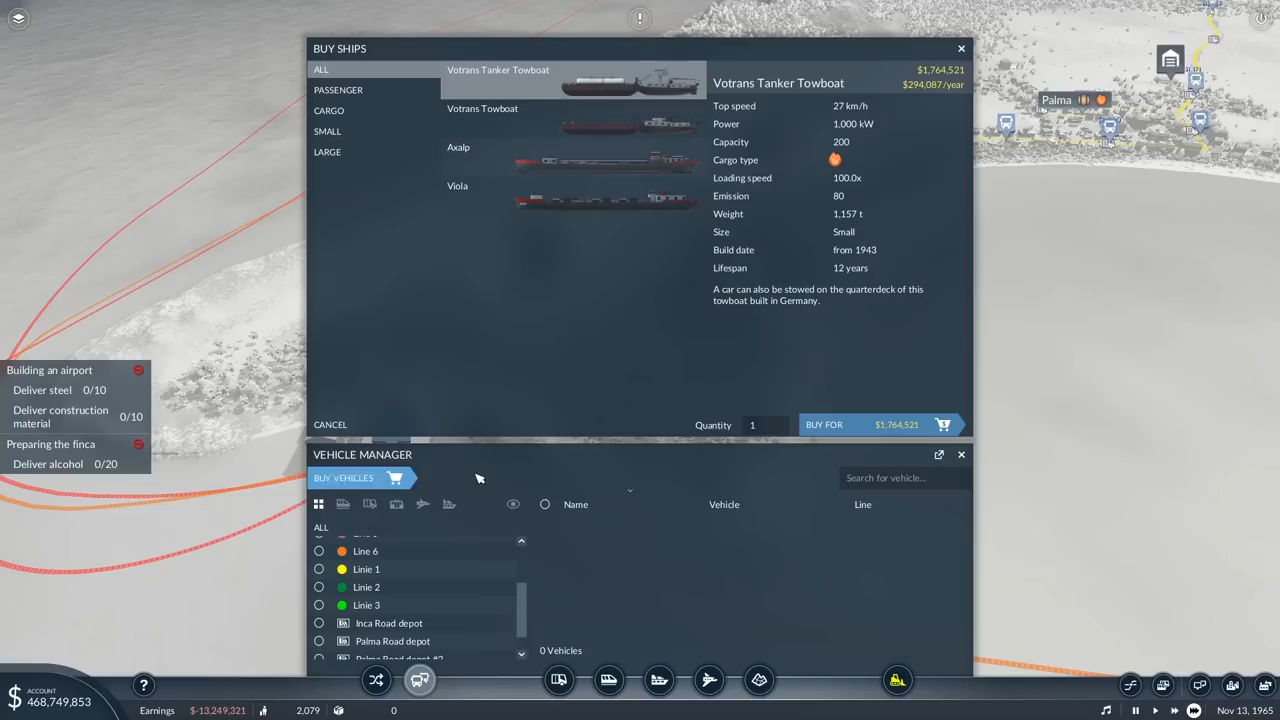 BUY SHIPS
ALL
PASSENGER
CARGO
SMALL
LARGE
Votrans Tanker Towboat
Votrans Towboat
Axalp
Viola
$1,764,521
Votrans Tanker Towboat
$294,087/year
Top speed 27 km/h
Power 1,000 kW
Capacity 200
Cargo type
Loading speed 100.0x
Emission 80
Weight 1,157 t
Size Small
Build date from 1943
Lifespan 12 years
A car can also be stowed on the quarterdeck of this
towboat built in Germany.
CANCEL
Quantity 1
BUY FOR $1,764,521
Palma
Building an airport
Deliver steel 0/10
Deliver construction
material 0/10
Preparing the finca
Deliver alcohol 0/20
VEHICLE MANAGER
BUY VEHICLES
Search for vehicle...
Name Vehicle Line
ALL
Line 6
Linie 1
Linie 2
Linie 3
Inca Road depot
Palma Road depot
Palma Road depot #2
0 Vehicles
?
$ ACCOUNT
468,749,853
Earnings $-13,249,321
2,079
0
Nov 13, 1965